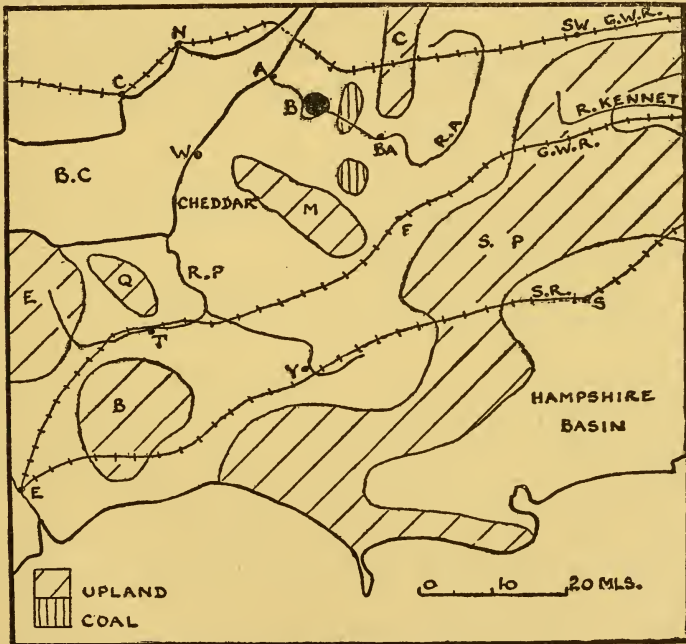 SW G.W.R.
N
C
C
A
B
R. KENNET
G.W.R.
BA
R.A
W
B.C
CHEDDAR
M
F
S. P
E
Q
R.P
S.R.
S
T
Y
B
HAMPSHIRE
BASIN
E
UPLAND
COAL
0 10 20 MLS.